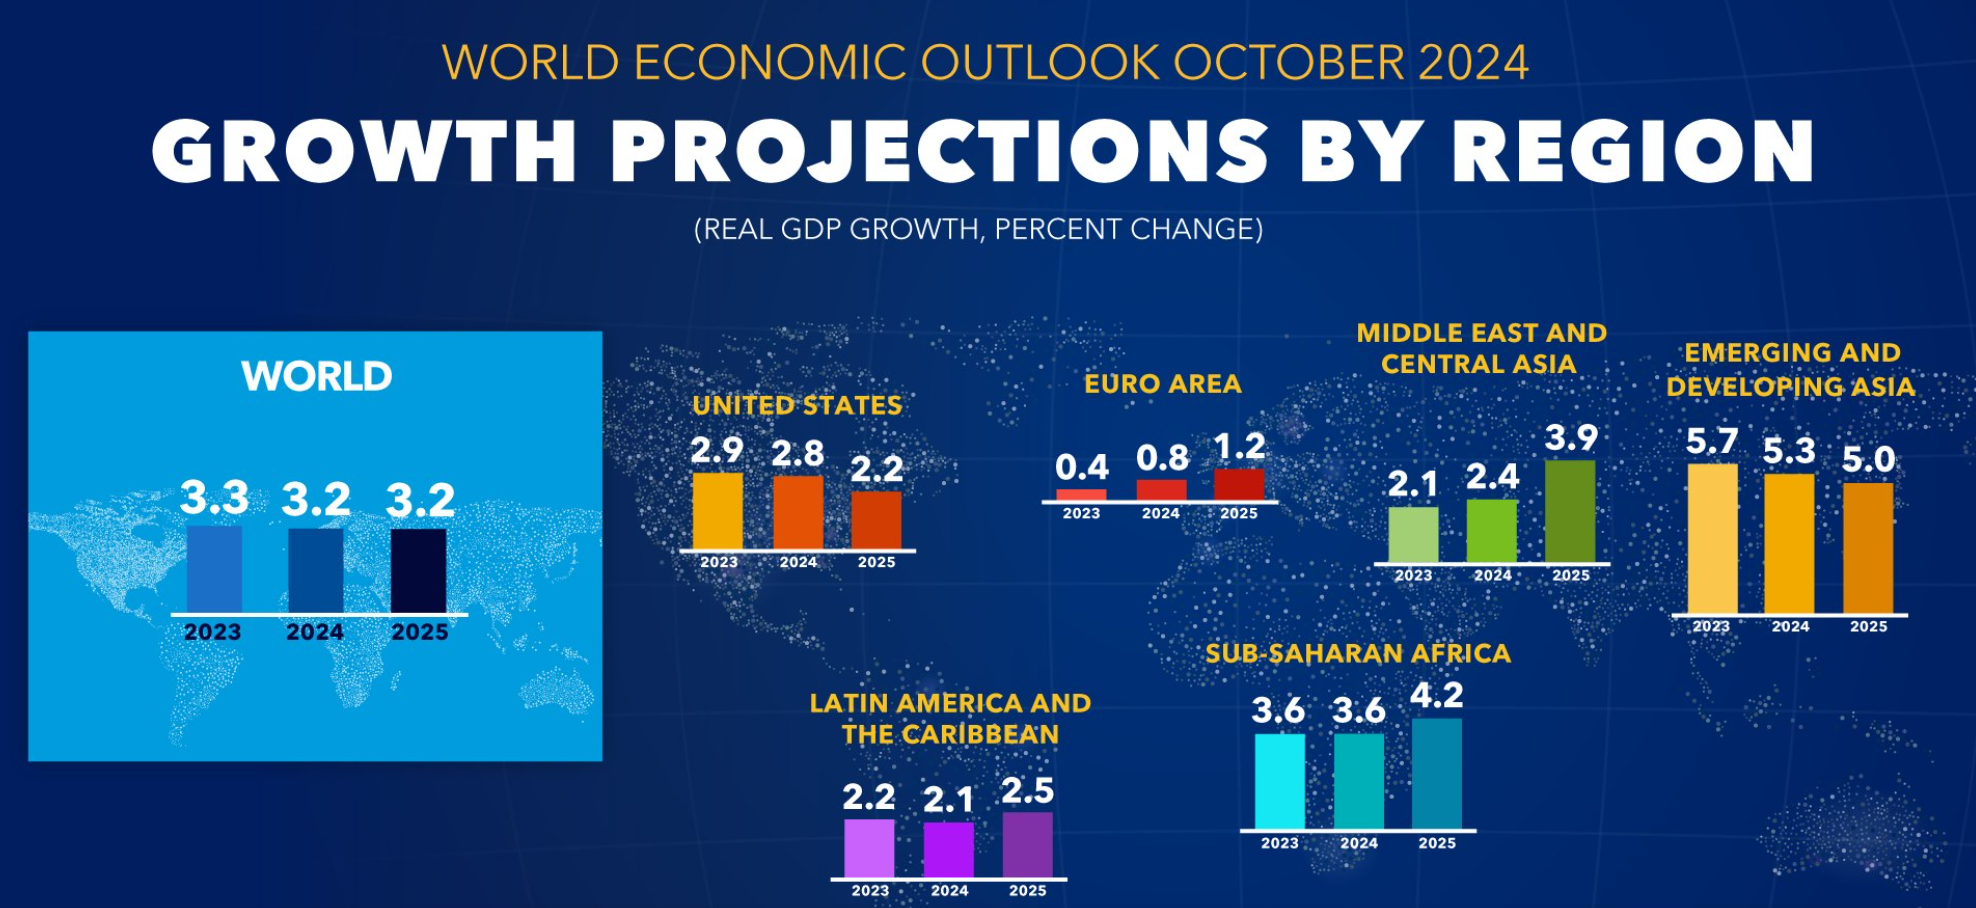 WORLD ECONOMIC OUTLOOK OCTOBER 2024
GROWTH PROJECTIONS BY REGION
(REAL GDP GROWTH, PERCENT CHANGE)
WORLD
3.3 3.2 3.2
2023 2024 2025
UNITED STATES
2.9 2.8 2.2
2023 2024 2025
EURO AREA
0.4 0.8 1.2
2023 2024 2025
MIDDLE EAST AND
CENTRAL ASIA
2.1 2.4 3.9
2023 2024 2025
EMERGING AND
DEVELOPING ASIA
5.7 5.3 5.0
2023 2024 2025
LATIN AMERICA AND
THE CARIBBEAN
2.2 2.1 2.5
2023 2024 2025
SUB-SAHARAN AFRICA
3.6 3.6 4.2
2023 2024 2025